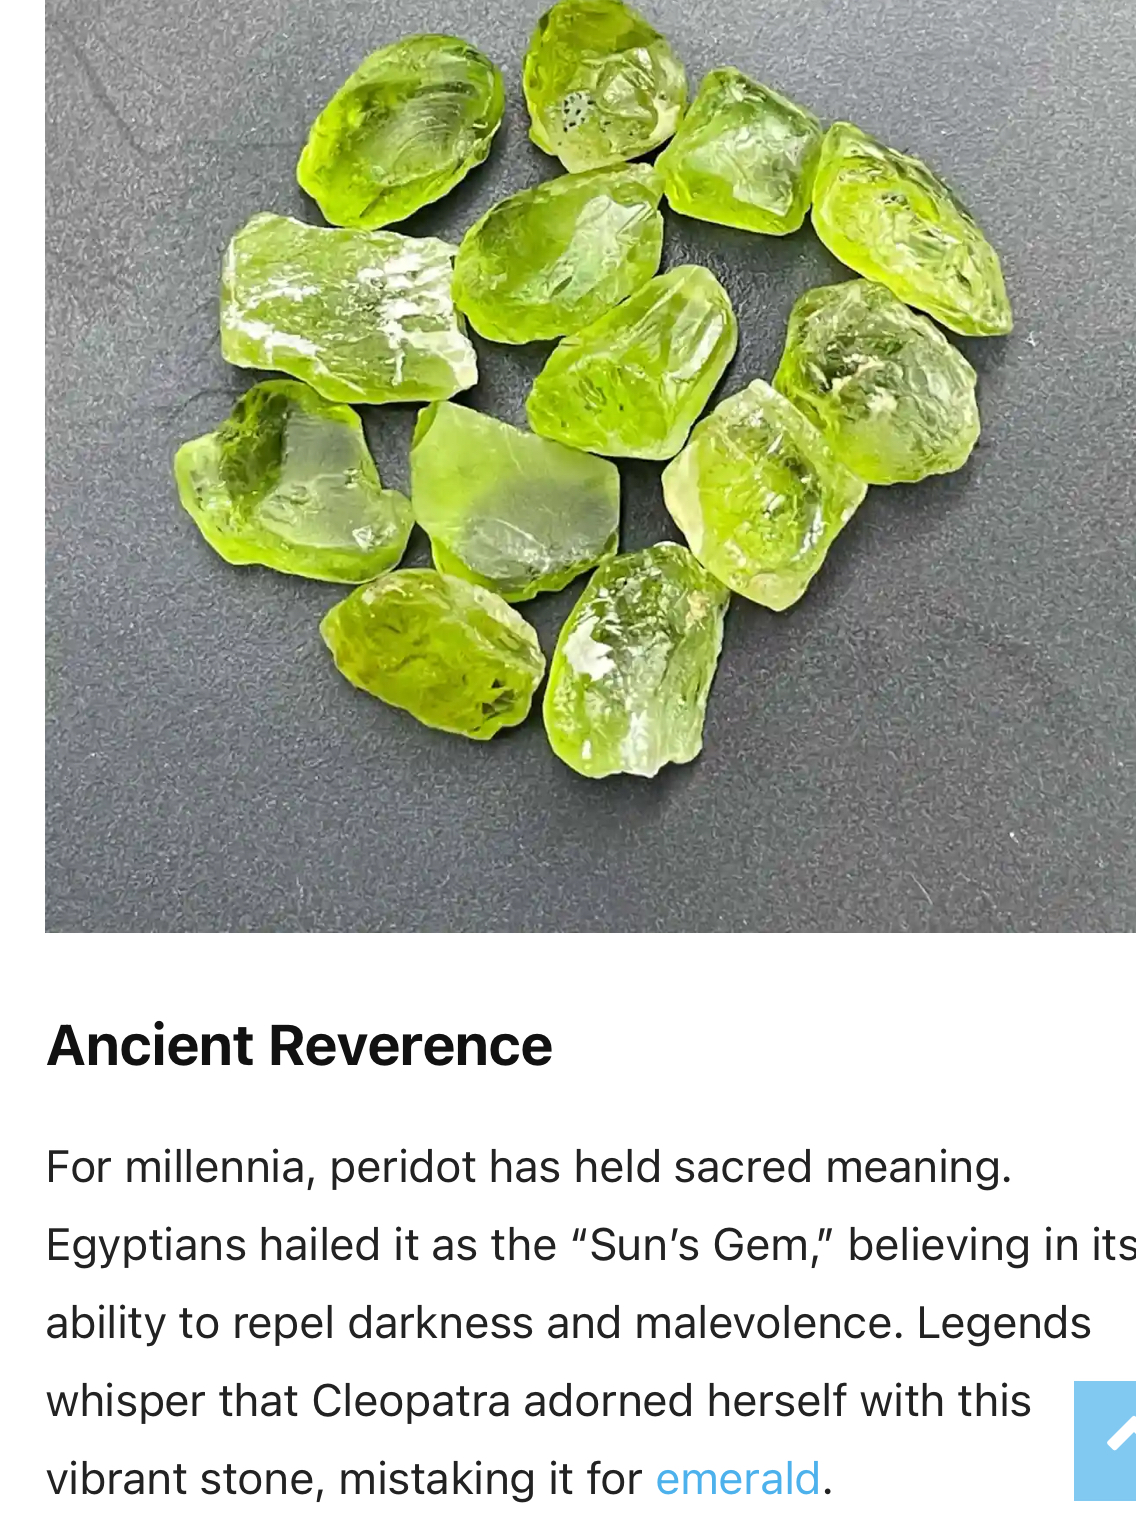 Ancient Reverence
For millennia, peridot has held sacred meaning.
Egyptians hailed it as the “Sun’s Gem,” believing in its
ability to repel darkness and malevolence. Legends
whisper that Cleopatra adorned herself with this
vibrant stone, mistaking it for emerald.